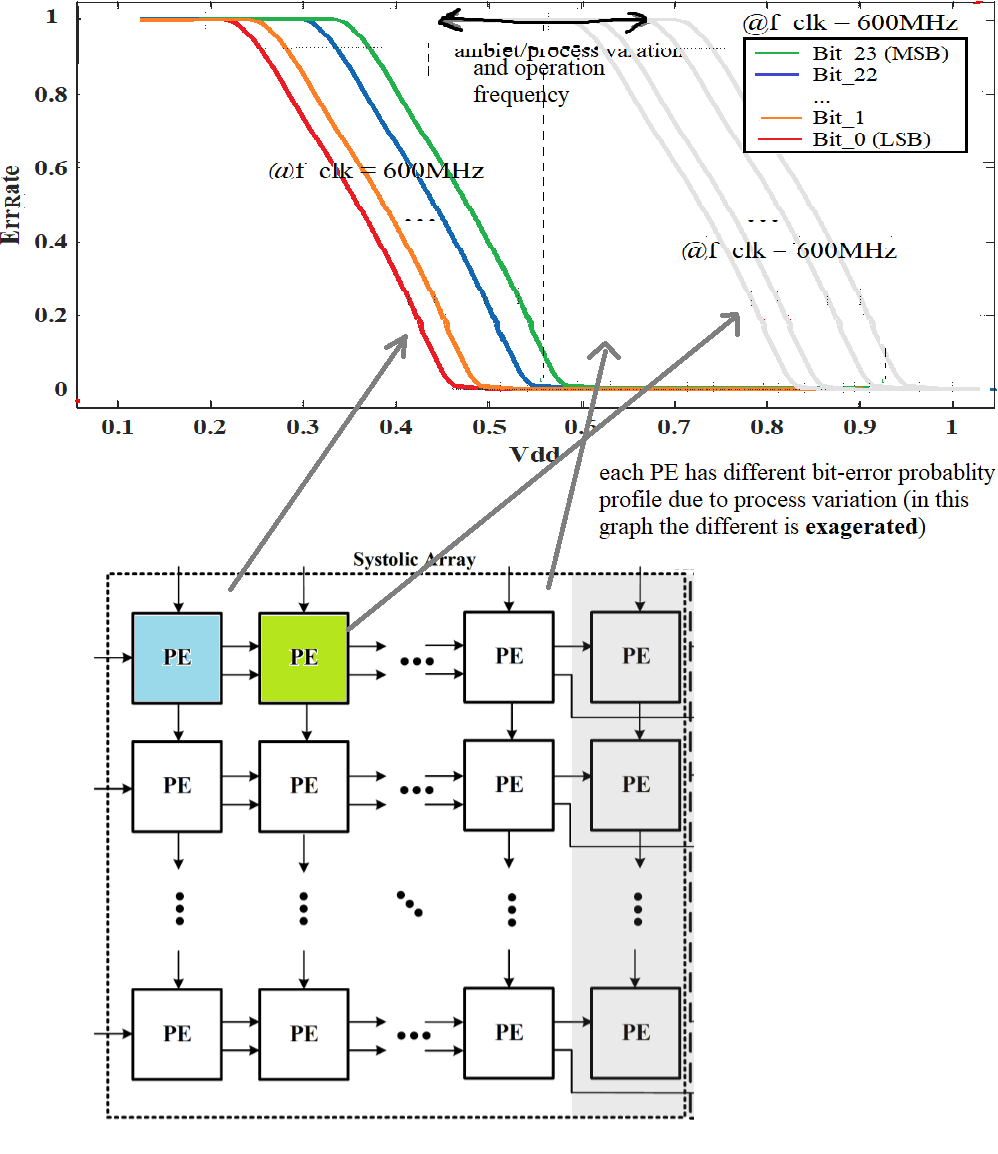 1
@f_clk = 600MHz
ambiet/process variation
and operation
frequency
Bit_23 (MSB)
Bit_22
...
Bit_1
Bit_0 (LSB)
0.8
0.6
@f_clk = 600MHz
ErrRate
...
...
0.4
@f_clk = 600MHz
0.2
0
0.1 0.2 0.3 0.4 0.5 0.6 0.7 0.8 0.9 1
Vdd
each PE has different bit-error probablity
profile due to process variation (in this
graph the different is exagerated)
Systolic Array
PE PE PE PE
PE PE PE PE
PE PE PE PE